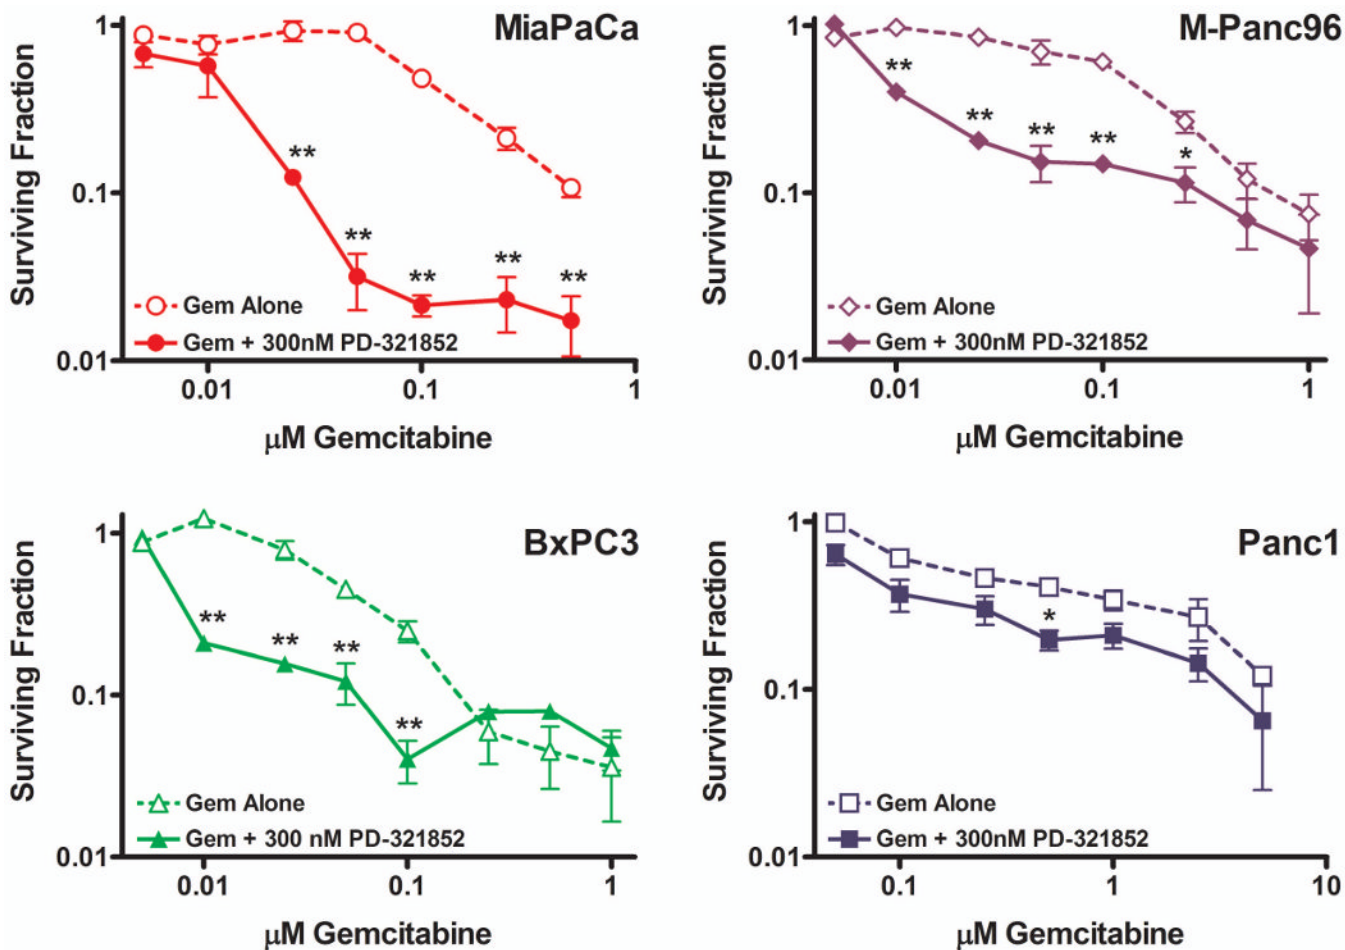 MiaPaCa
Surviving Fraction
1
0.1
0.01
**
**
**
**
**
Gem Alone
Gem + 300nM PD-321852
0.01
0.1
1
μM Gemcitabine
M-Panc96
Surviving Fraction
1
0.1
0.01
**
**
**
**
*
Gem Alone
Gem + 300nM PD-321852
0.01
0.1
1
μM Gemcitabine
BxPC3
Surviving Fraction
1
0.1
0.01
**
**
**
**
Gem Alone
Gem + 300 nM PD-321852
0.01
0.1
1
μM Gemcitabine
Panc1
Surviving Fraction
1
0.1
0.01
*
Gem Alone
Gem + 300nM PD-321852
0.1
1
10
μM Gemcitabine